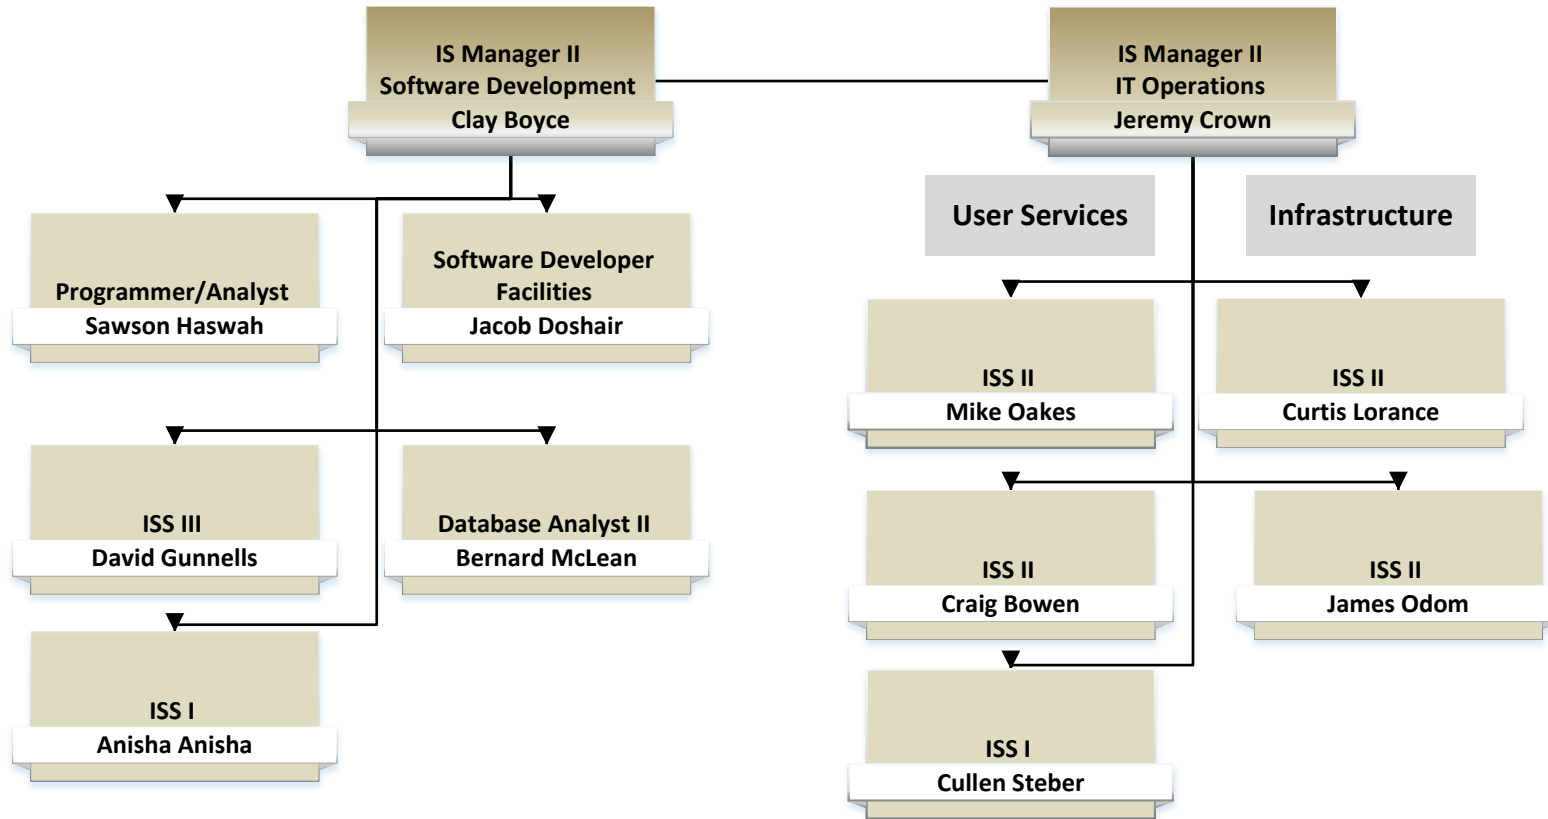 IS Manager II
Software Development
Clay Boyce
IS Manager II
IT Operations
Jeremy Crown
User Services
Infrastructure
Programmer/Analyst
Sawson Haswah
Software Developer
Facilities
Jacob Doshair
ISS II
Mike Oakes
ISS II
Curtis Lorance
ISS III
David Gunnells
Database Analyst II
Bernard McLean
ISS II
Craig Bowen
ISS II
James Odom
ISS I
Anisha Anisha
ISS I
Cullen Steber